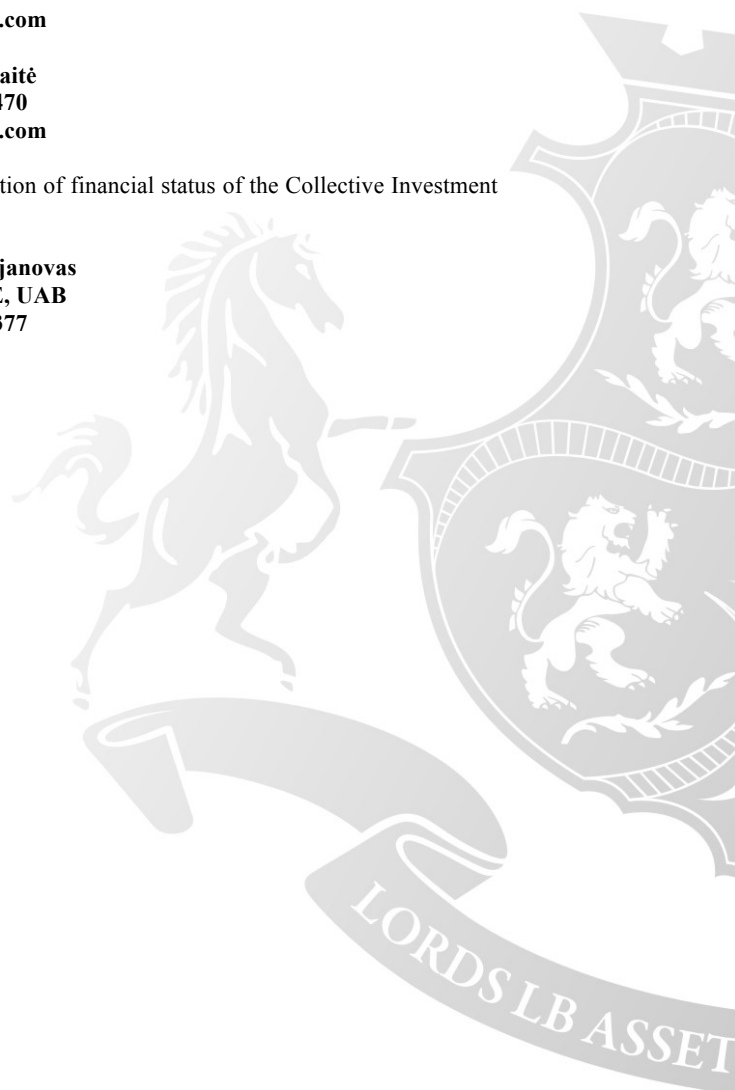 .com
aitė
470
.com
tion of financial status of the Collective Investment
janovas
E, UAB
377
LORDS LB ASSET